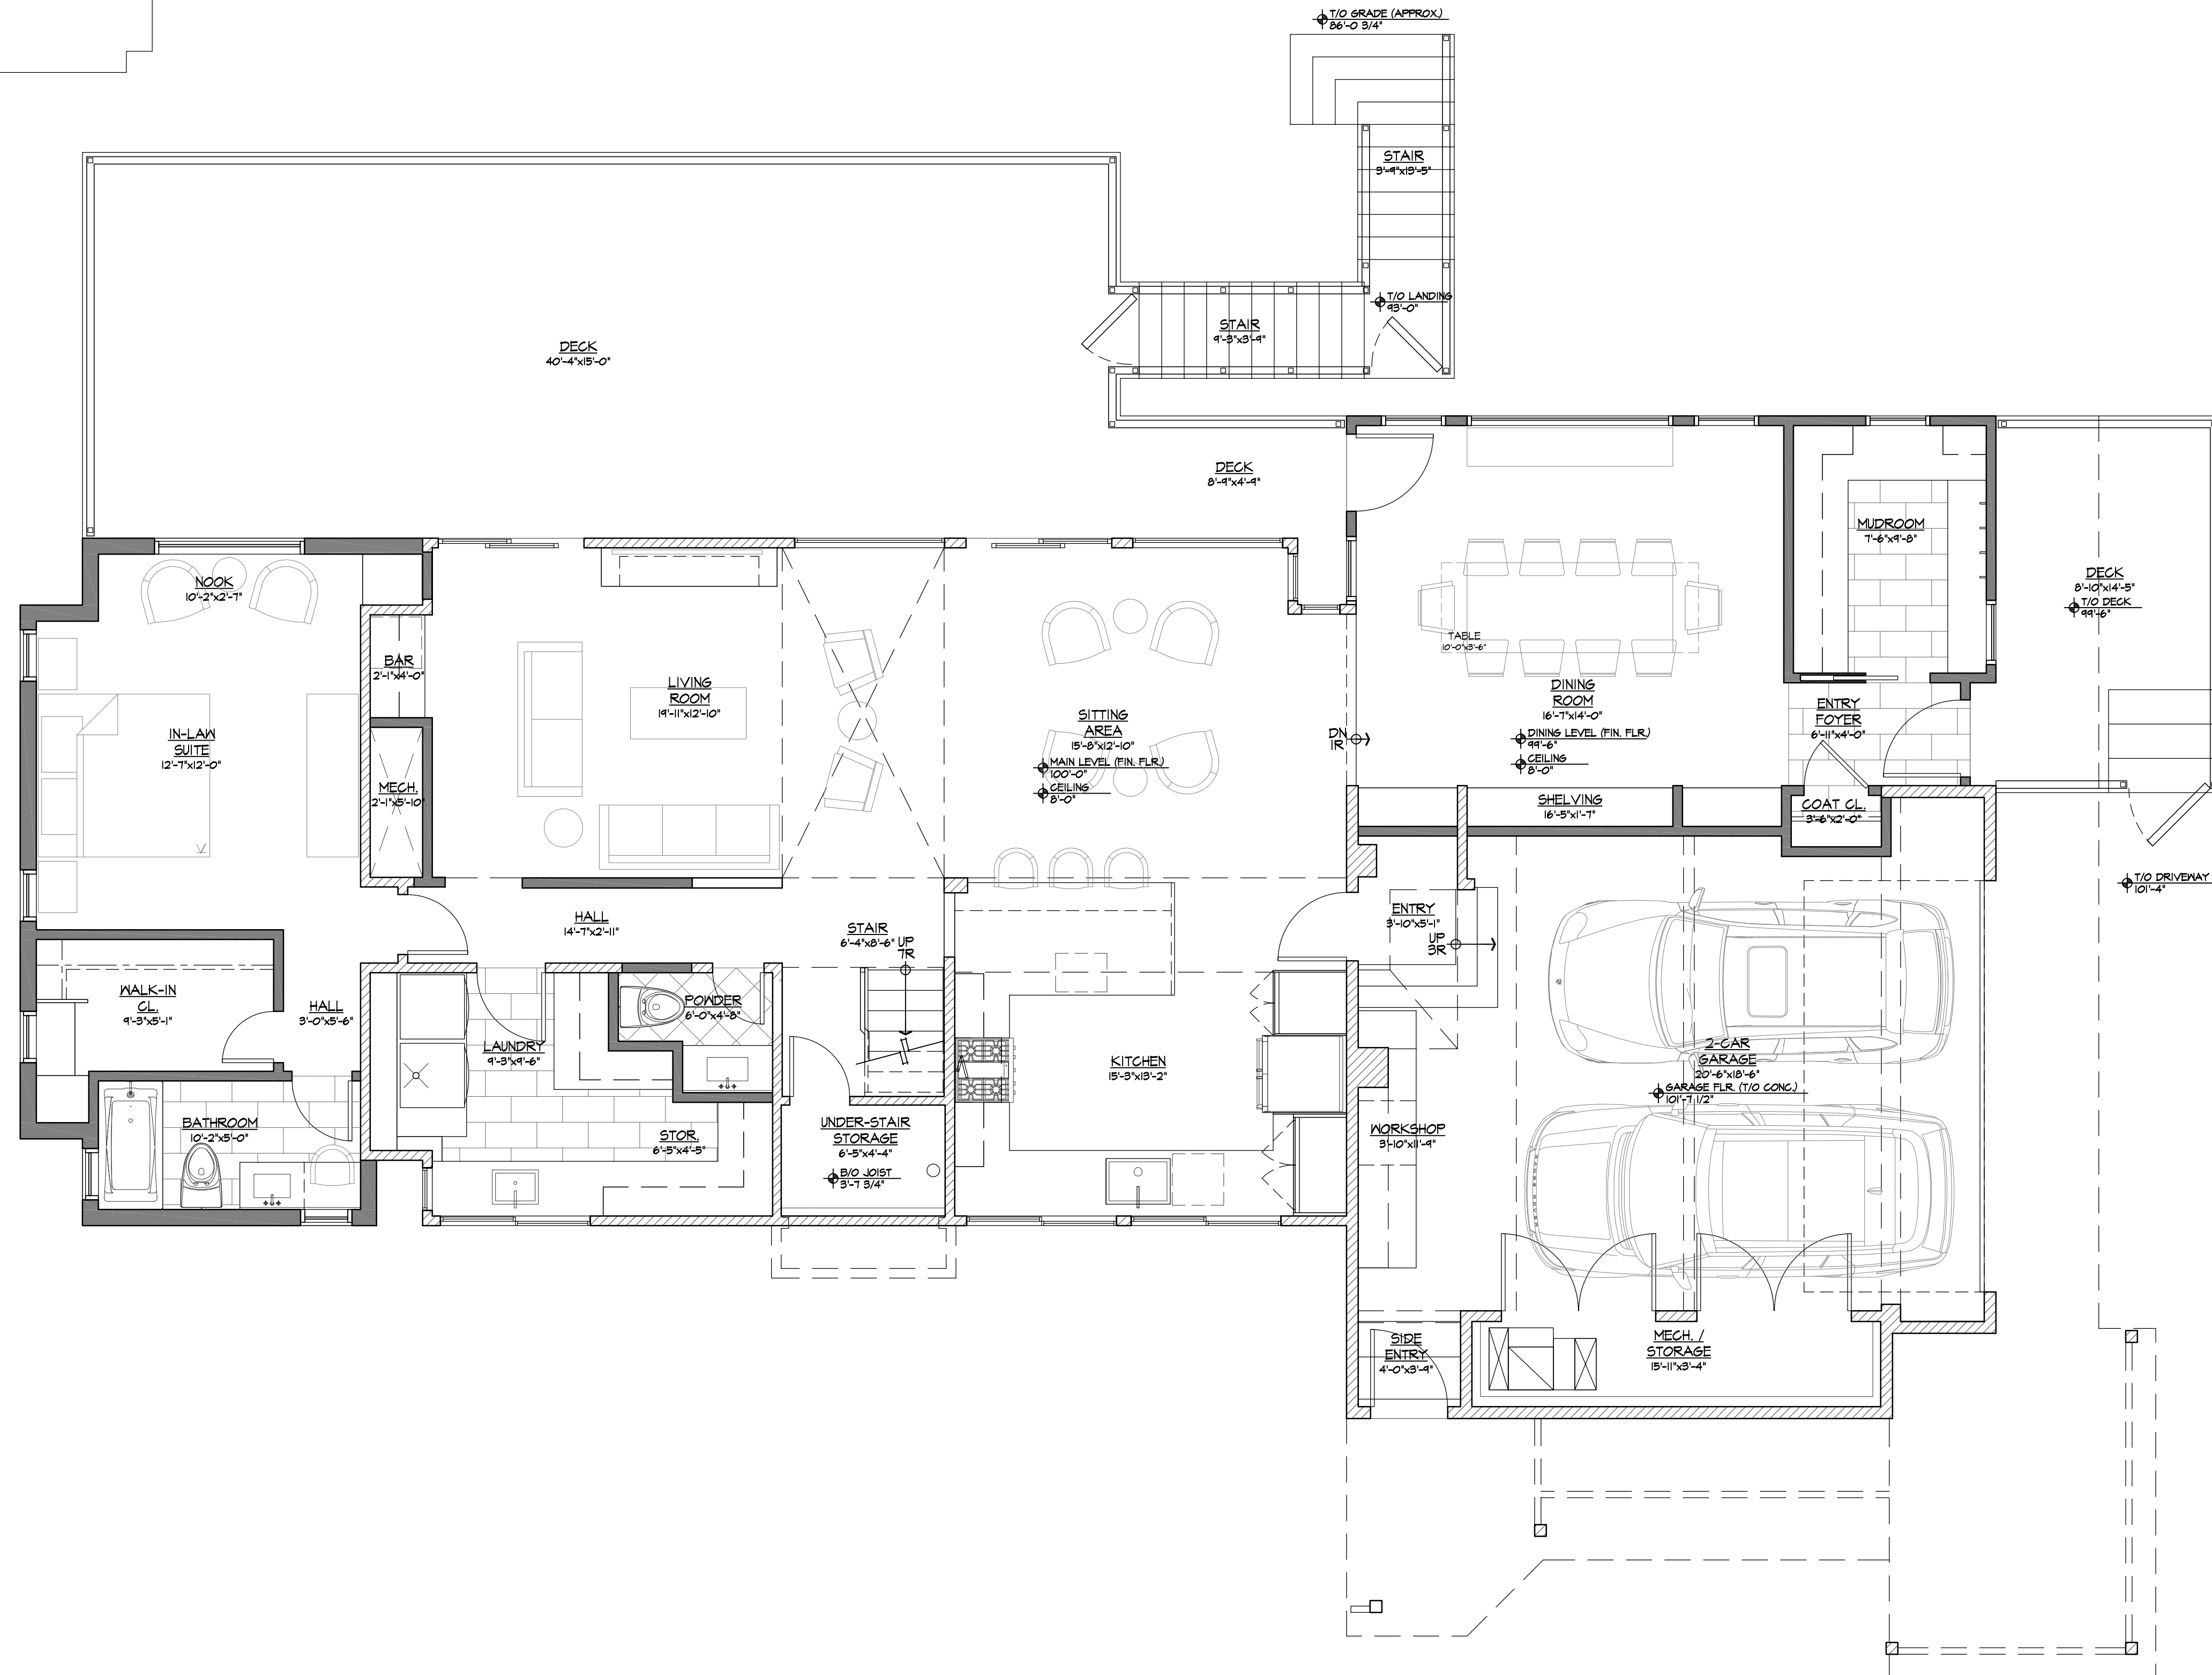 T/O GRADE (APPROX.)
86'-0 3/4"
STAIR
3'-9"x13'-5"
T/O LANDING
93'-0"
STAIR
9'-3"x3'-9"
DECK
40'-4"x15'-0"
DECK
8'-9"x4'-9"
MUDROOM
7'-6"x9'-8"
DECK
8'-10"x14'-5"
T/O DECK
99'-6"
NOOK
10'-2"x2'-7"
BAR
2'-1"x4'-0"
LIVING
ROOM
19'-11"x12'-10"
SITTING
AREA
15'-8"x12'-10"
MAIN LEVEL (FIN. FLR.)
100'-0"
CEILING
8'-0"
TABLE
10'-0"x3'-6"
DINING
ROOM
16'-7"x14'-0"
DINING LEVEL (FIN. FLR.)
99'-6"
CEILING
8'-0"
DN
1R
ENTRY
FOYER
6'-11"x4'-0"
IN-LAW
SUITE
12'-7"x12'-0"
MECH.
2'-1"x5'-10"
SHELVING
16'-5"x1'-7"
COAT CL.
3'-6"x2'-0"
T/O DRIVEWAY
101'-4"
HALL
14'-7"x2'-11"
STAIR
6'-4"x8'-6"
UP
7R
ENTRY
3'-10"x5'-1"
UP
3R
WALK-IN
CL.
9'-3"x5'-1"
HALL
3'-0"x5'-6"
POWDER
6'-0"x4'-8"
LAUNDRY
9'-3"x9'-6"
KITCHEN
15'-3"x13'-2"
2-CAR
GARAGE
20'-6"x18'-6"
GARAGE FLR. (T/O CONC.)
101'-7 1/2"
BATHROOM
10'-2"x5'-0"
STOR.
6'-5"x4'-5"
UNDER-STAIR
STORAGE
6'-5"x4'-4"
B/O JOIST
3'-7 3/4"
WORKSHOP
3'-10"x11'-9"
SIDE
ENTRY
4'-0"x3'-9"
MECH. /
STORAGE
15'-11"x3'-4"